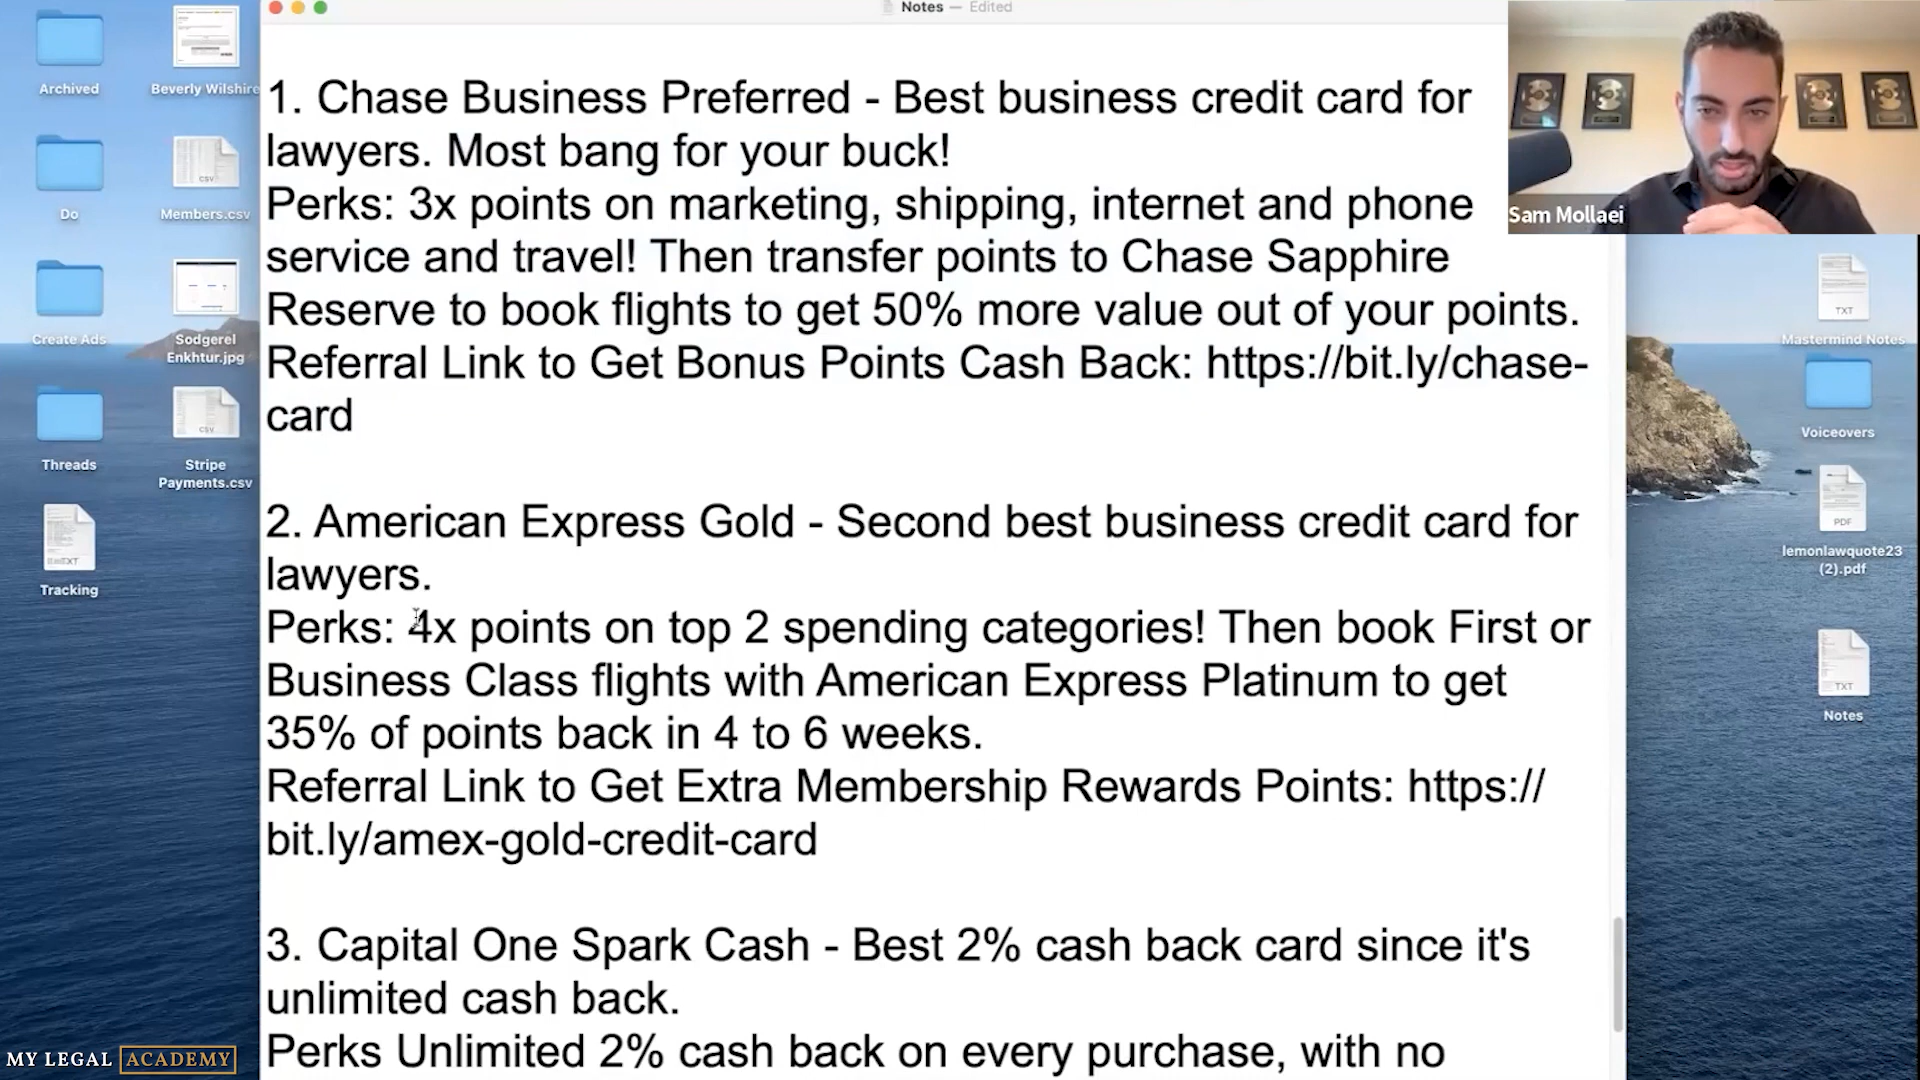 Notes — Edited
Archived
Beverly Wilshire
Do
Members.csv
CSV
Create Ads
Sodgerel
Enkhtur.jpg
Threads
CSV
Stripe
Payments.csv
TXT
Tracking
1. Chase Business Preferred - Best business credit card for
lawyers. Most bang for your buck!
Perks: 3x points on marketing, shipping, internet and phone
service and travel! Then transfer points to Chase Sapphire
Reserve to book flights to get 50% more value out of your points.
Referral Link to Get Bonus Points Cash Back: https://bit.ly/chase-
card
2. American Express Gold - Second best business credit card for
lawyers.
Perks: 4x points on top 2 spending categories! Then book First or
Business Class flights with American Express Platinum to get
35% of points back in 4 to 6 weeks.
Referral Link to Get Extra Membership Rewards Points: https://
bit.ly/amex-gold-credit-card
3. Capital One Spark Cash - Best 2% cash back card since it's
unlimited cash back.
Perks Unlimited 2% cash back on every purchase, with no
Sam Mollaei
TXT
Mastermind Notes
Voiceovers
PDF
lemonlawquote23
(2).pdf
TXT
Notes
MY LEGAL ACADEMY